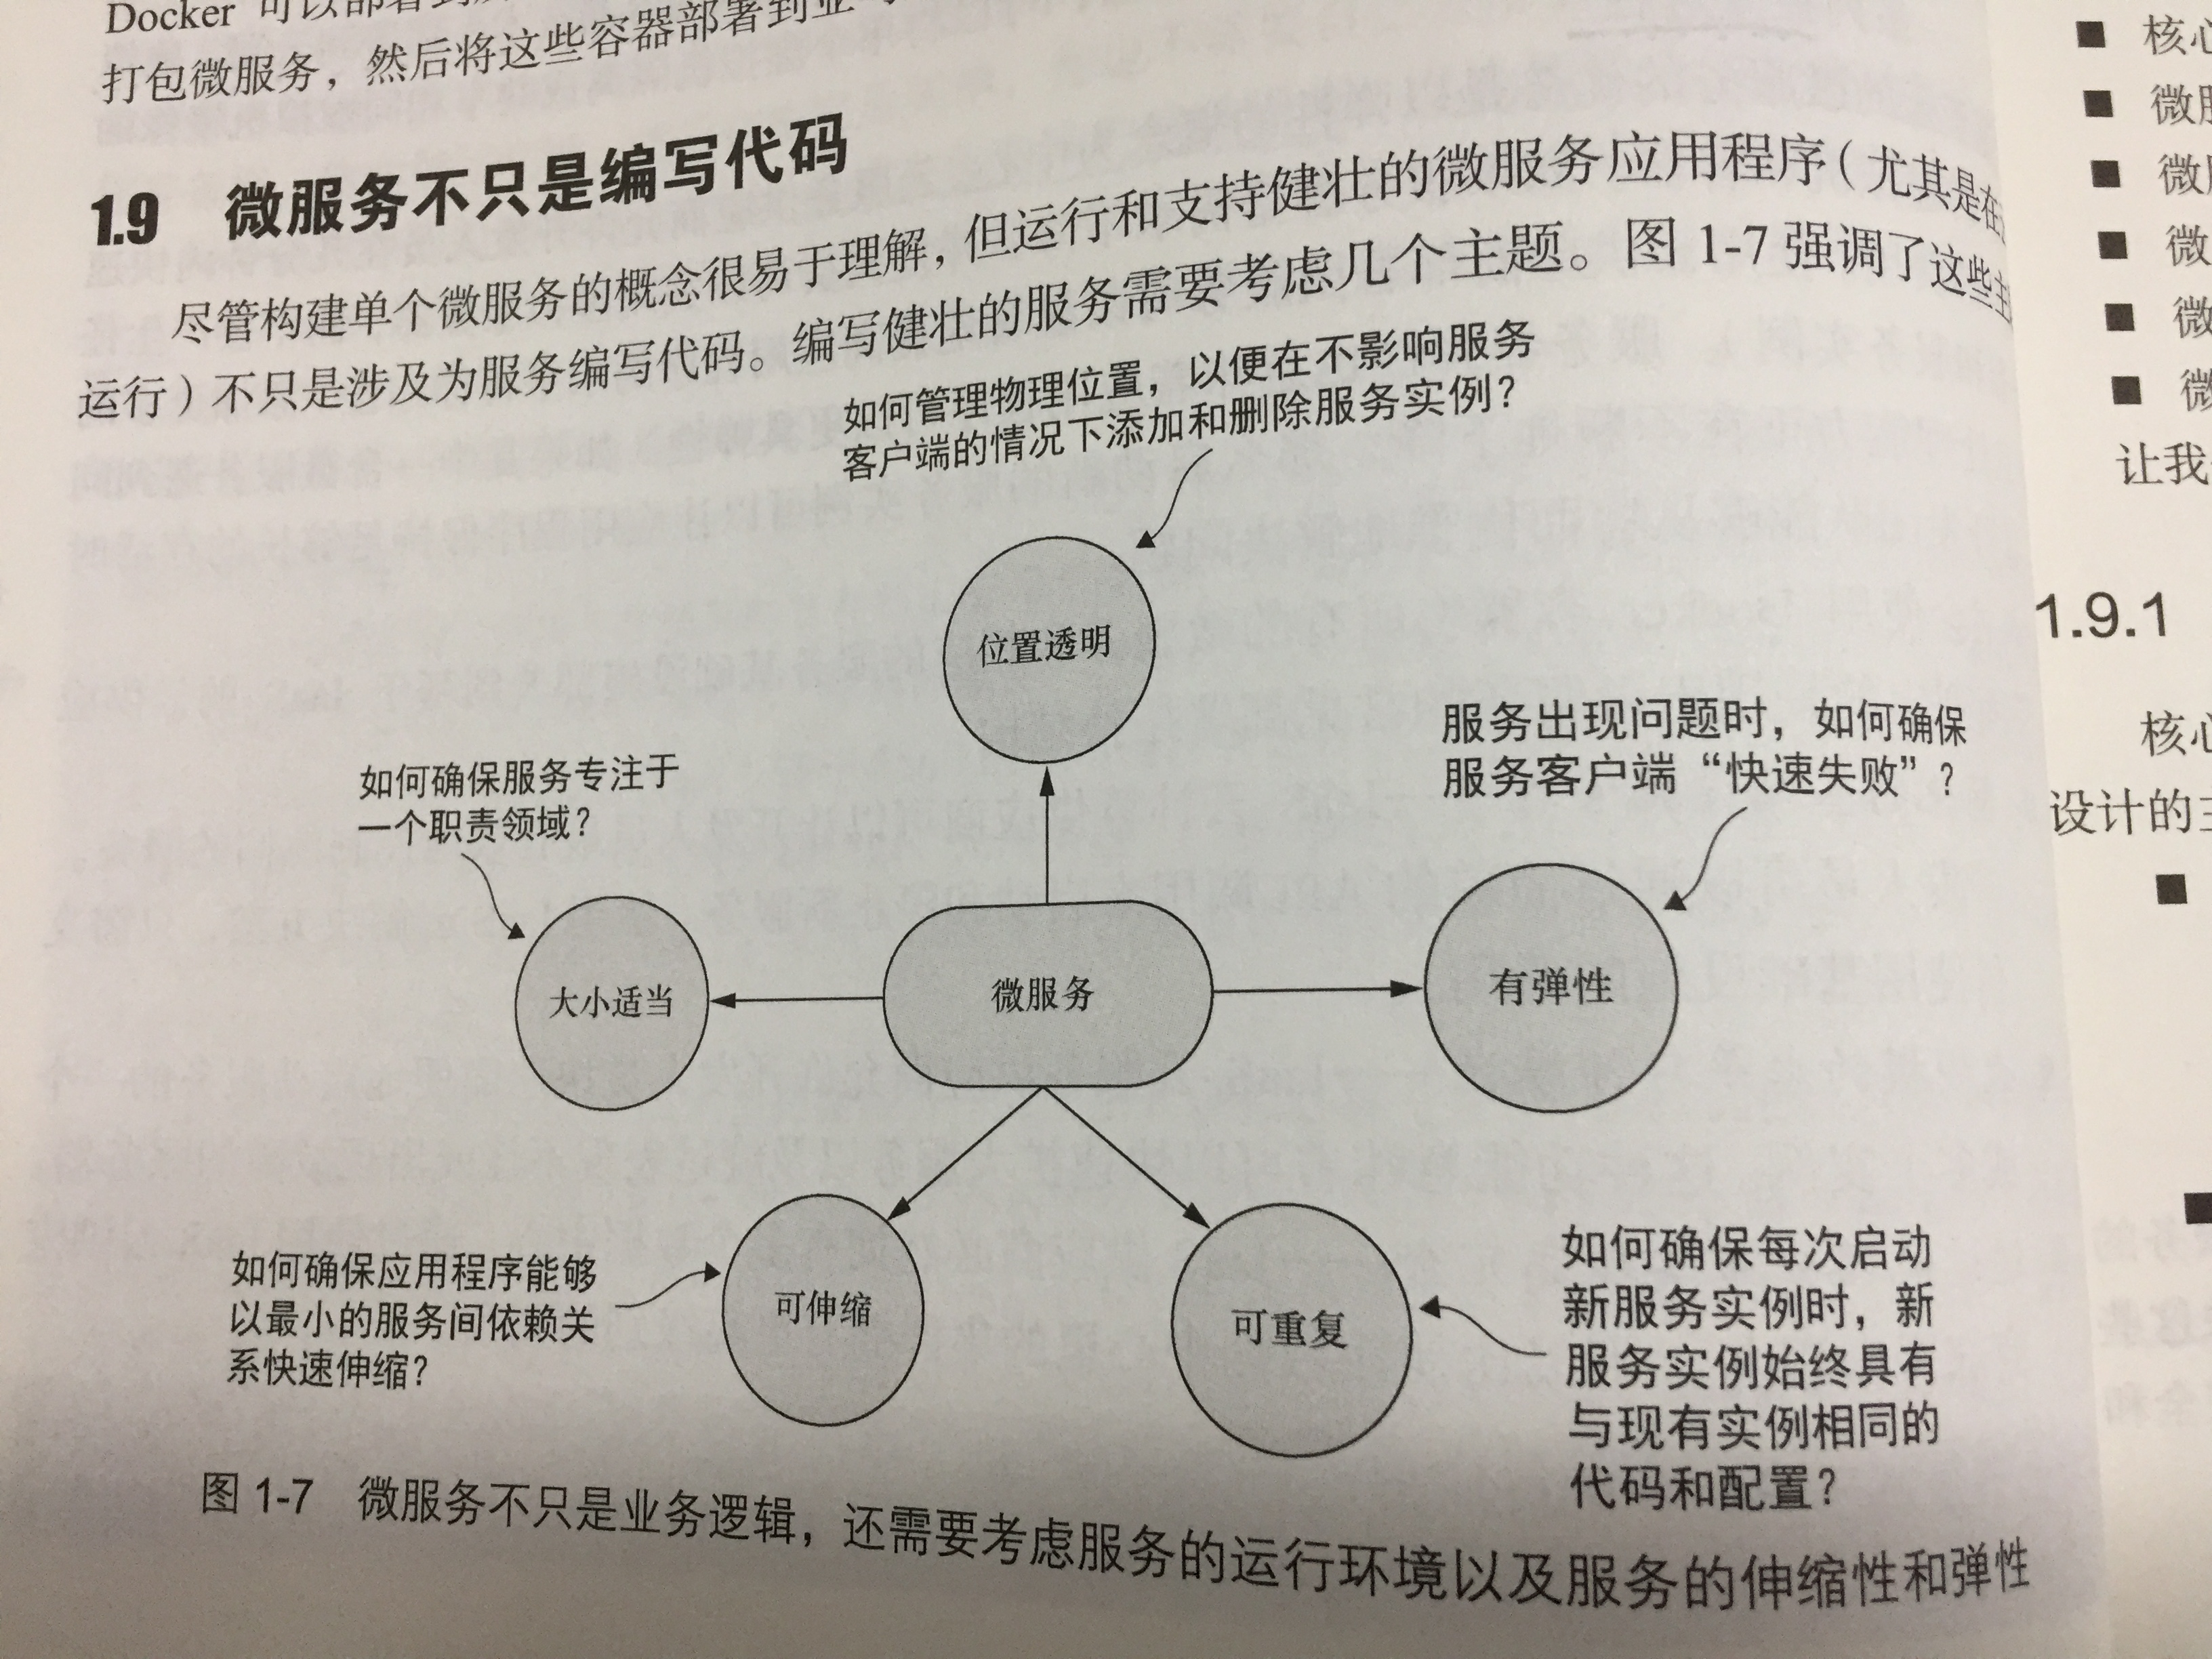 Docker 可以部署到
打包微服务，然后将这些容器部署到
1.9 微服务不只是编写代码
尽管构建单个微服务的概念很易于理解，但运行和支持健壮的微服务应用程序（尤其是
运行）不只是涉及为服务编写代码。编写健壮的服务需要考虑几个主题。图 1-7 强调了这些
如何管理物理位置，以便在不影响服务
客户端的情况下添加和删除服务实例？
位置透明
如何确保服务专注于
一个职责领域？
服务出现问题时，如何确保
服务客户端“快速失败”？
大小适当
微服务
有弹性
如何确保应用程序能够
以最小的服务间依赖关
系快速伸缩？
可伸缩
可重复
如何确保每次启动
新服务实例时，新
服务实例始终具有
与现有实例相同的
代码和配置？
图 1-7 微服务不只是业务逻辑，还需要考虑服务的运行环境以及服务的伸缩性和弹性
■ 核心
■ 微服
■ 微服
■ 微
■ 微
■ 微
让我
1.9.1
核心
设计的